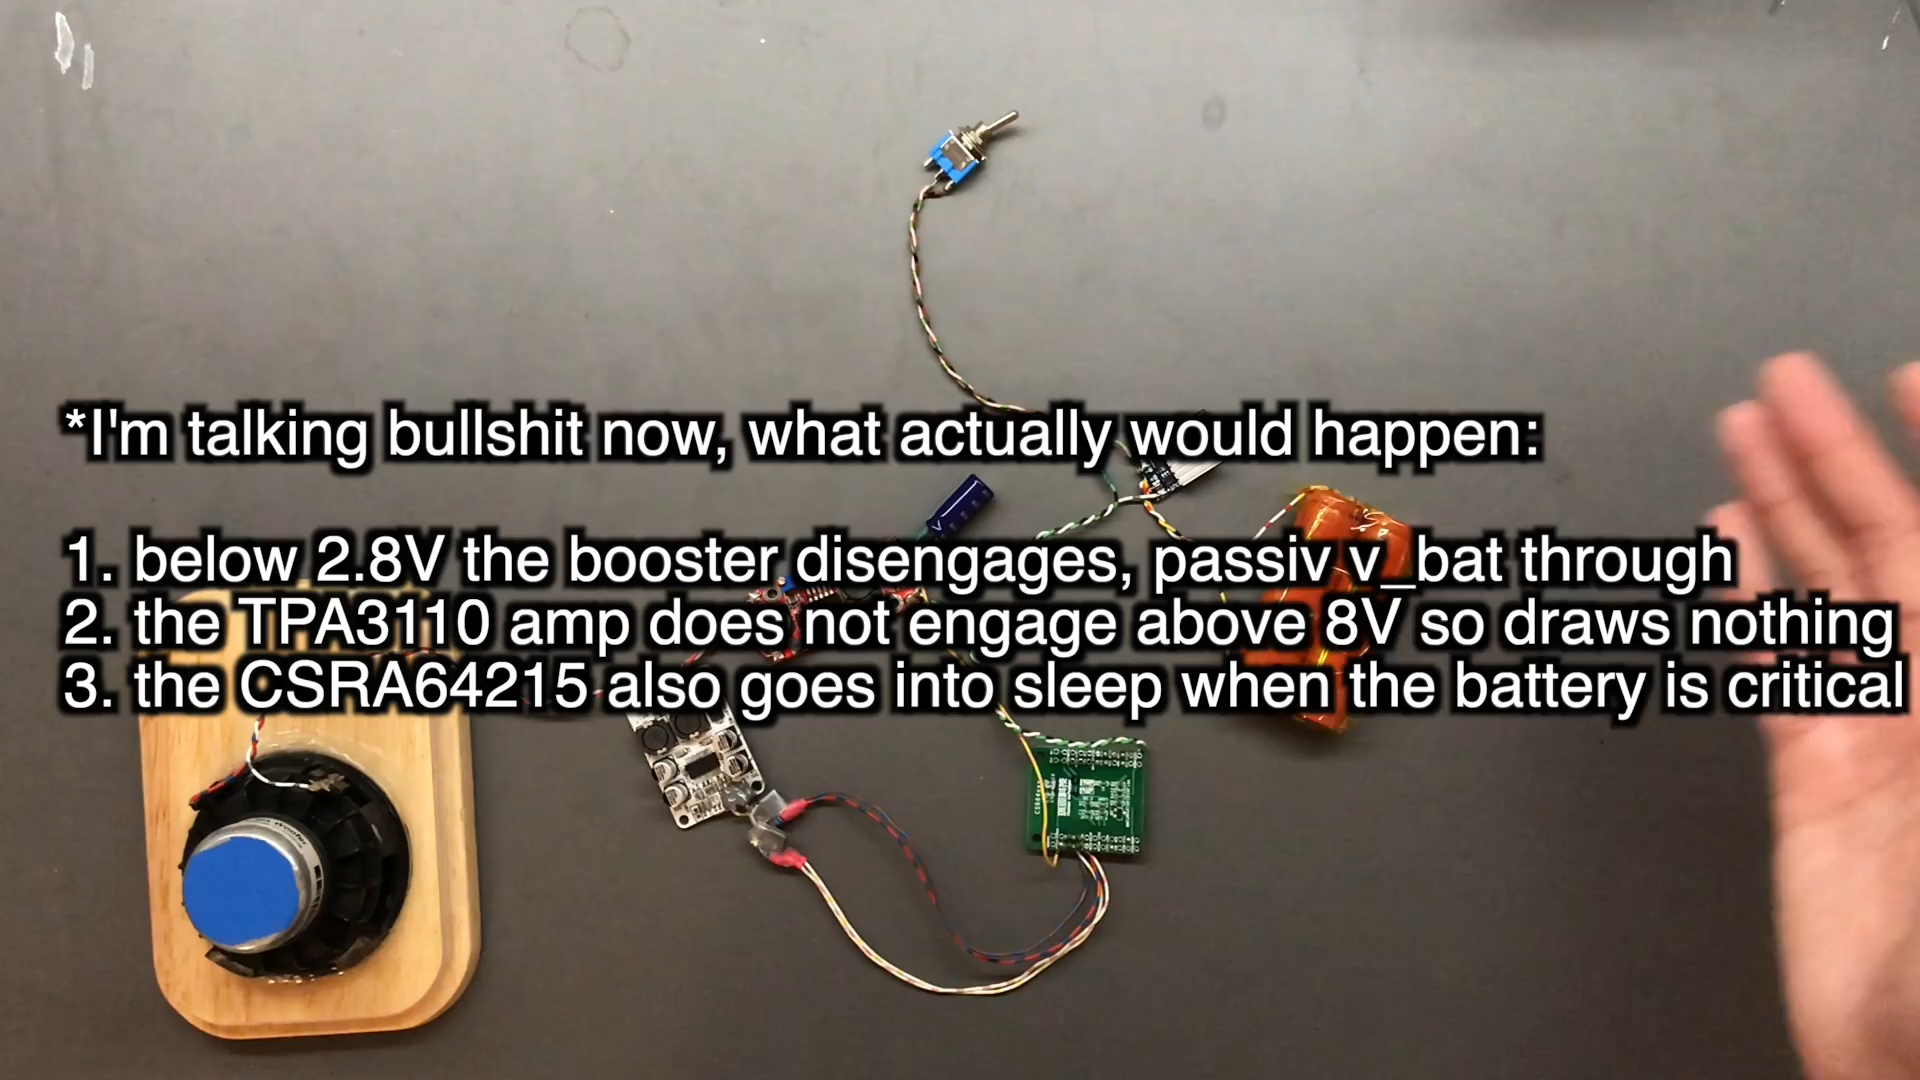 *I'm talking bullshit now, what actually would happen:
1. below 2.8V the booster disengages, passiv v_bat through
2. the TPA3110 amp does not engage above 8V so draws nothing
3. the CSRA64215 also goes into sleep when the battery is critical